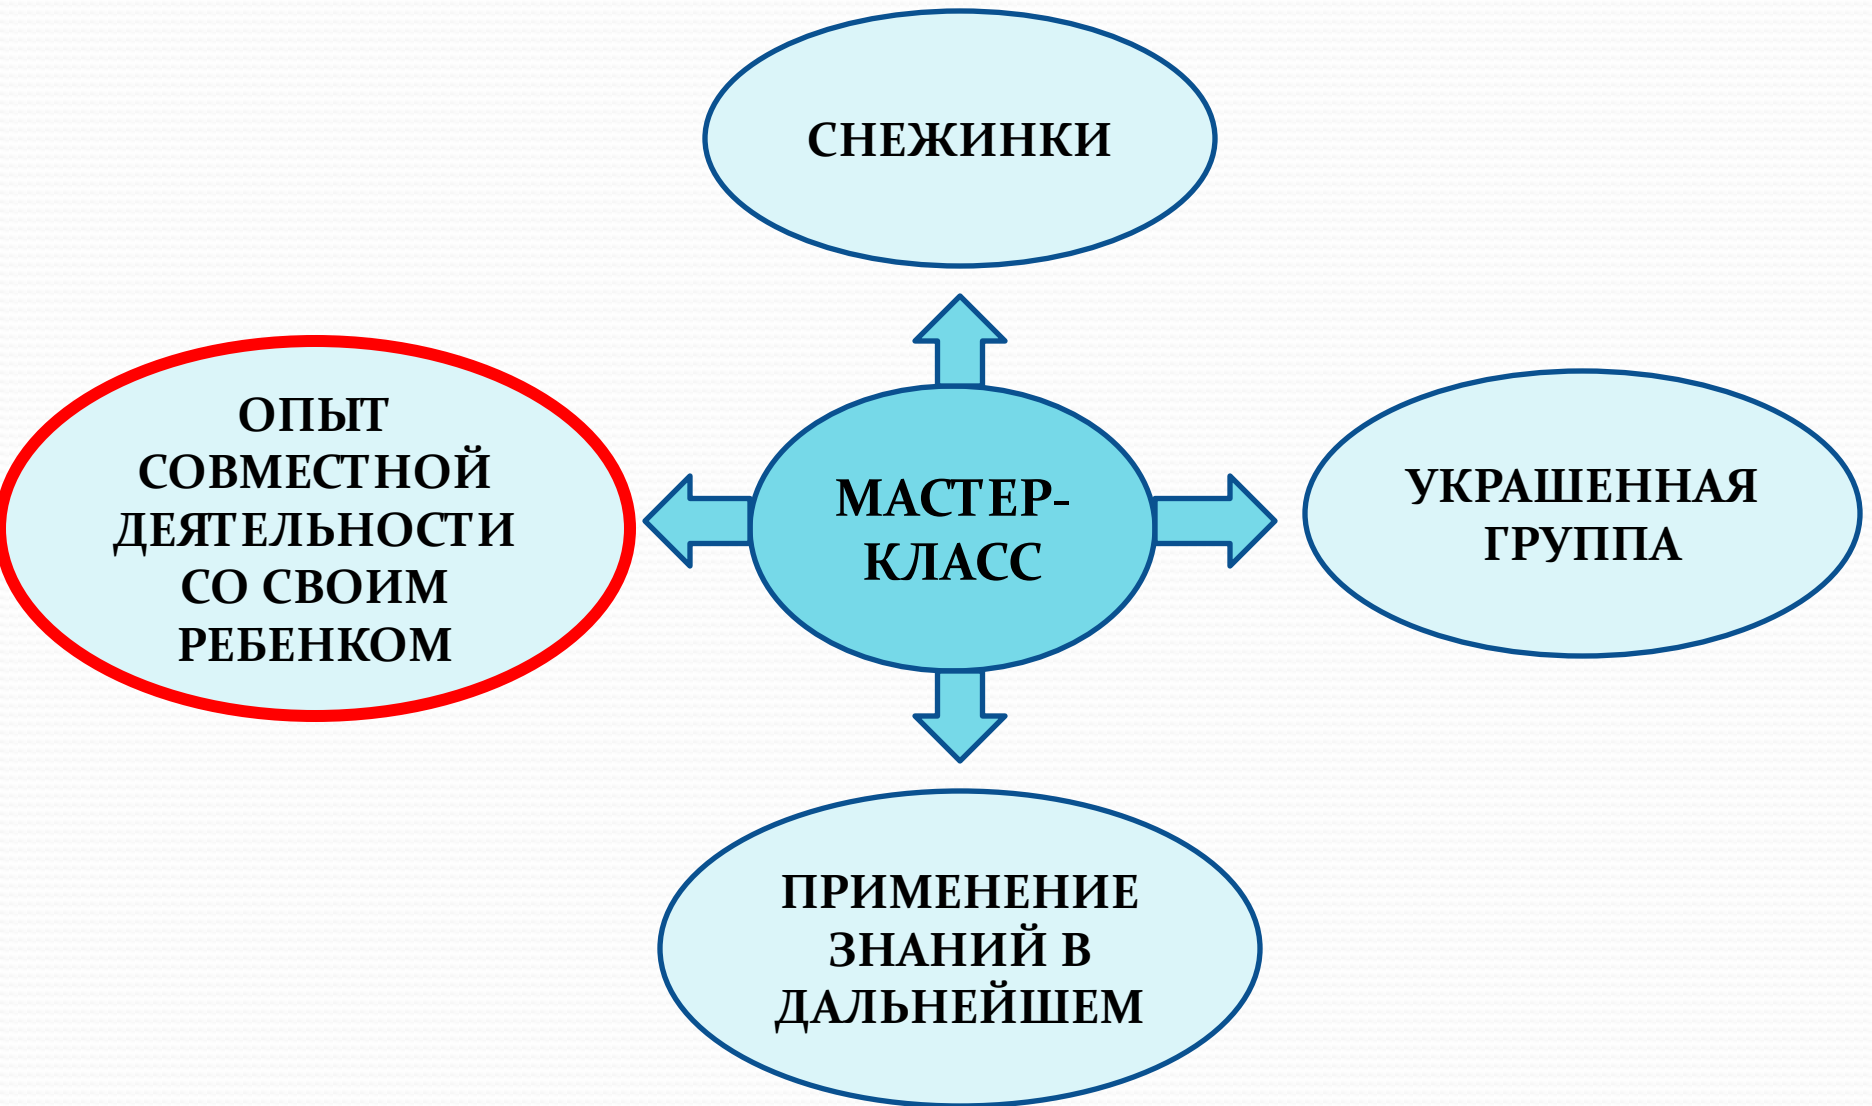 СНЕЖИНКИ
ОПЫТ
СОВМЕСТНОЙ
ДЕЯТЕЛЬНОСТИ
СО СВОИМ
РЕБЕНКОМ
МАСТЕР-
КЛАСС
УКРАШЕННАЯ
ГРУППА
ПРИМЕНЕНИЕ
ЗНАНИЙ В
ДАЛЬНЕЙШЕМ